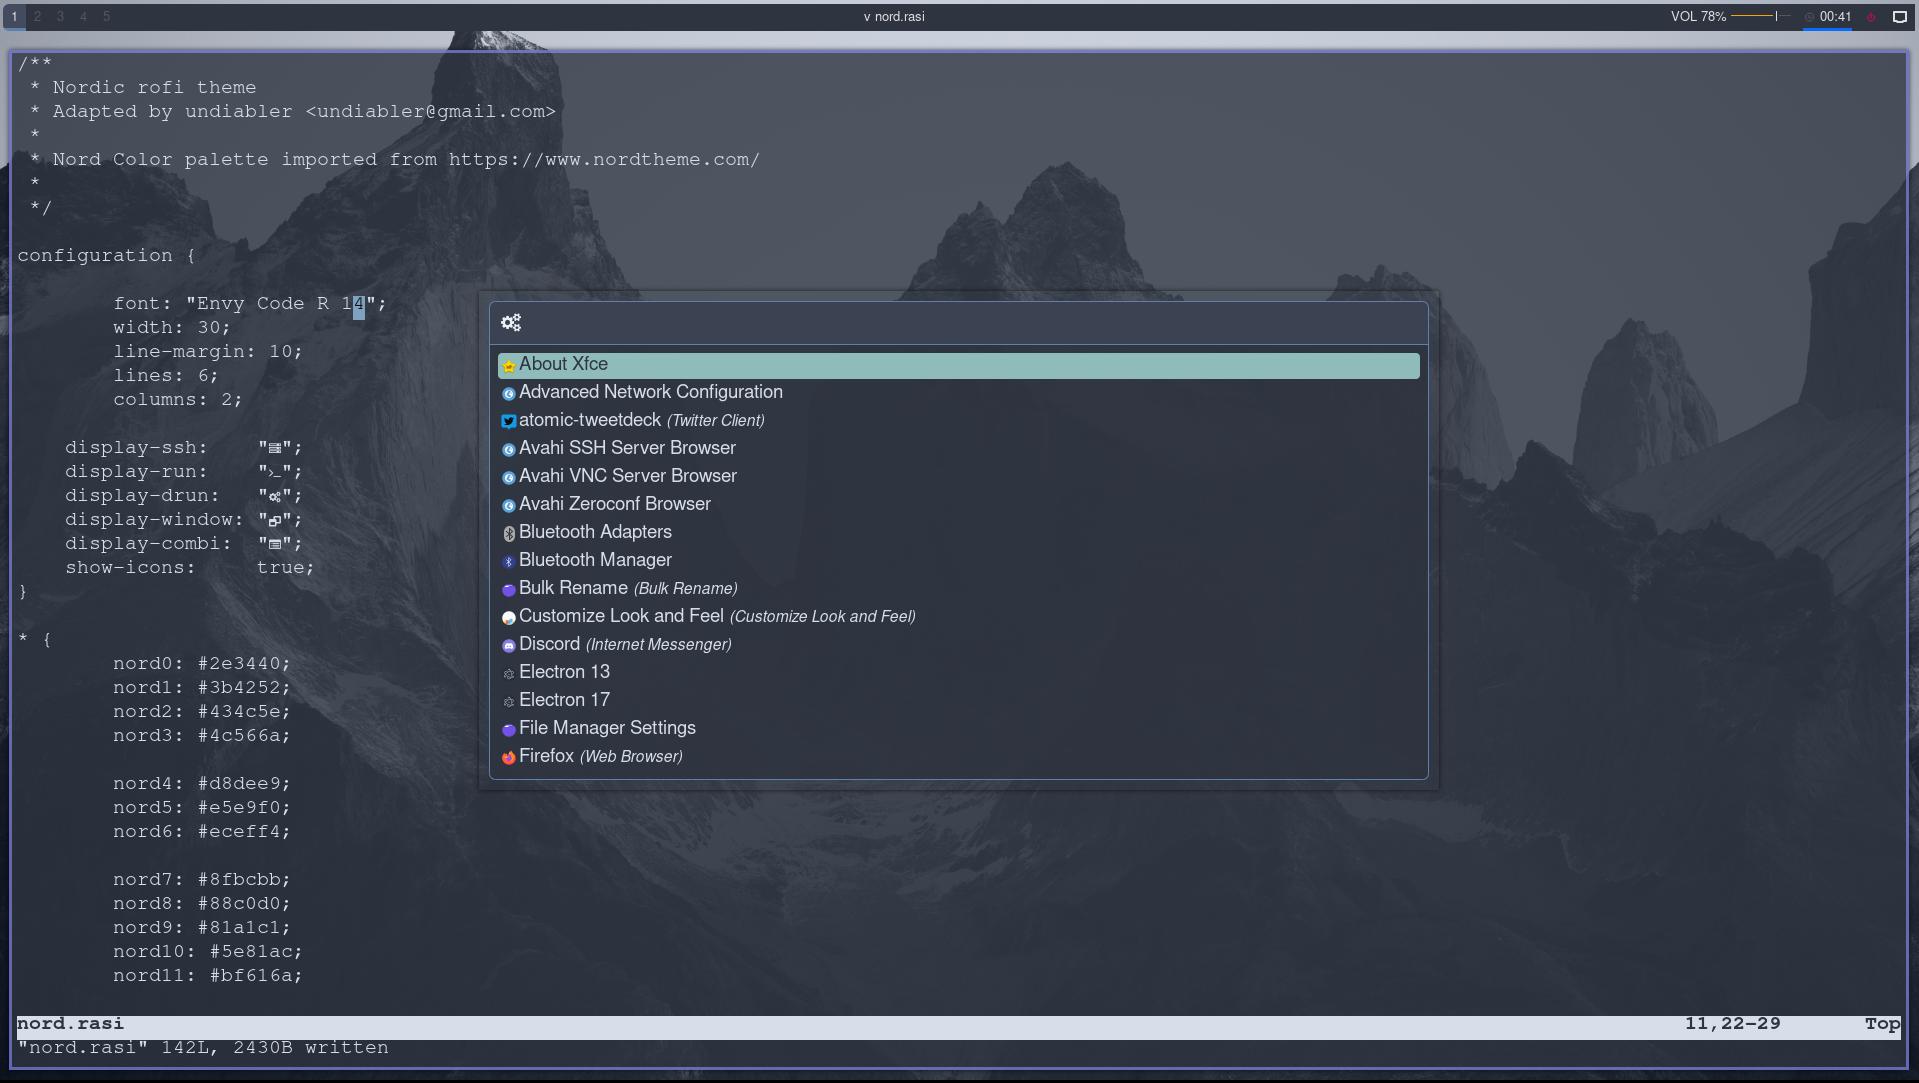 1 2 3 4 5
v nord.rasi
VOL 78%
00:41
/**
* Nordic rofi theme
* Adapted by undiabler <undiabler@gmail.com>
*
* Nord Color palette imported from https://www.nordtheme.com/
*
*/
configuration {
font: "Envy Code R 14";
width: 30;
line-margin: 10;
lines: 6;
columns: 2;
display-ssh: "";
display-run: "";
display-drun: "";
display-window: "";
display-combi: "";
show-icons: true;
}
* {
nord0: #2e3440;
nord1: #3b4252;
nord2: #434c5e;
nord3: #4c566a;
nord4: #d8dee9;
nord5: #e5e9f0;
nord6: #eceff4;
nord7: #8fbcbb;
nord8: #88c0d0;
nord9: #81a1c1;
nord10: #5e81ac;
nord11: #bf616a;
About Xfce
Advanced Network Configuration
atomic-tweetdeck (Twitter Client)
Avahi SSH Server Browser
Avahi VNC Server Browser
Avahi Zeroconf Browser
Bluetooth Adapters
Bluetooth Manager
Bulk Rename (Bulk Rename)
Customize Look and Feel (Customize Look and Feel)
Discord (Internet Messenger)
Electron 13
Electron 17
File Manager Settings
Firefox (Web Browser)
nord.rasi 11,22-29 Top
"nord.rasi" 142L, 2430B written